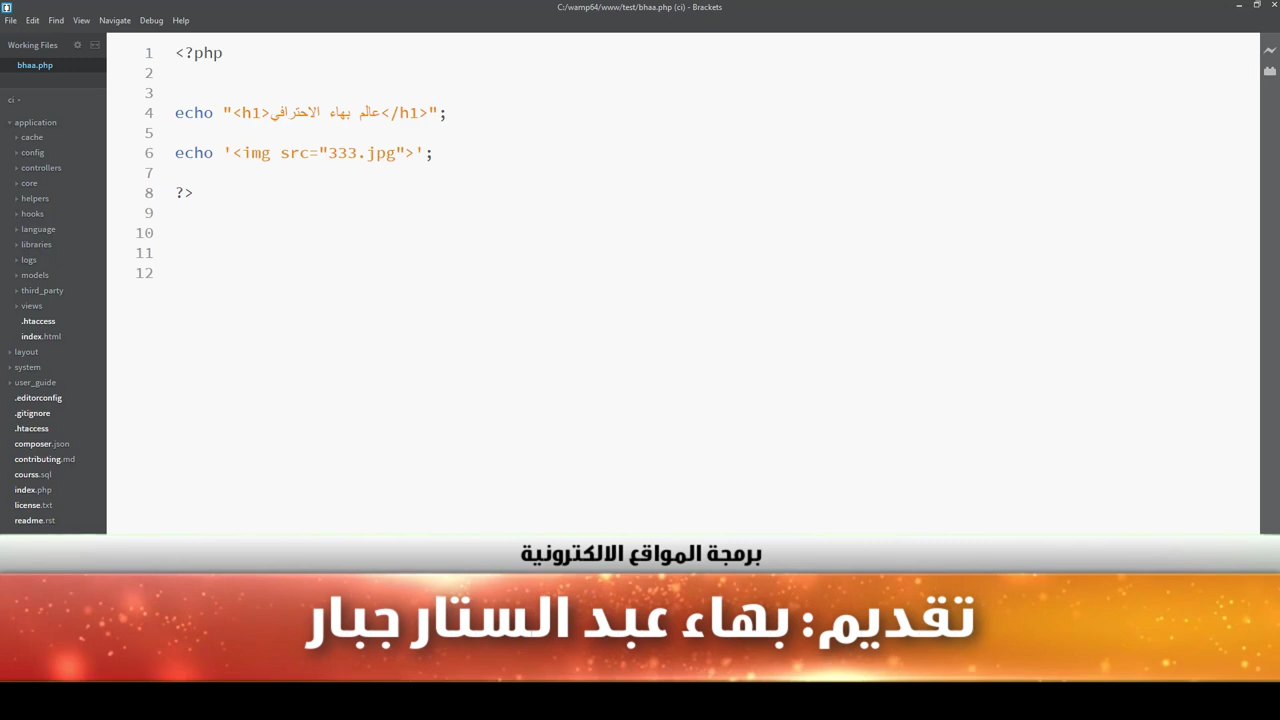 C:/wamp64/www/test/bhaa.php (ci) - Brackets
File Edit Find View Navigate Debug Help
Working Files
bhaa.php
ci
application
cache
config
controllers
core
helpers
hooks
language
libraries
logs
models
third_party
views
.htaccess
index.html
layout
system
user_guide
.editorconfig
.gitignore
.htaccess
composer.json
contributing.md
courss.sql
index.php
license.txt
readme.rst
1 <?php
2
3
4 echo "<h1>عالم بهاء الاحترافي</h1>";
5
6 echo '<img src="333.jpg">';
7
8 ?>
9
10
11
12
برمجة المواقع الالكترونية
تقديم: بهاء عبد الستار جبار